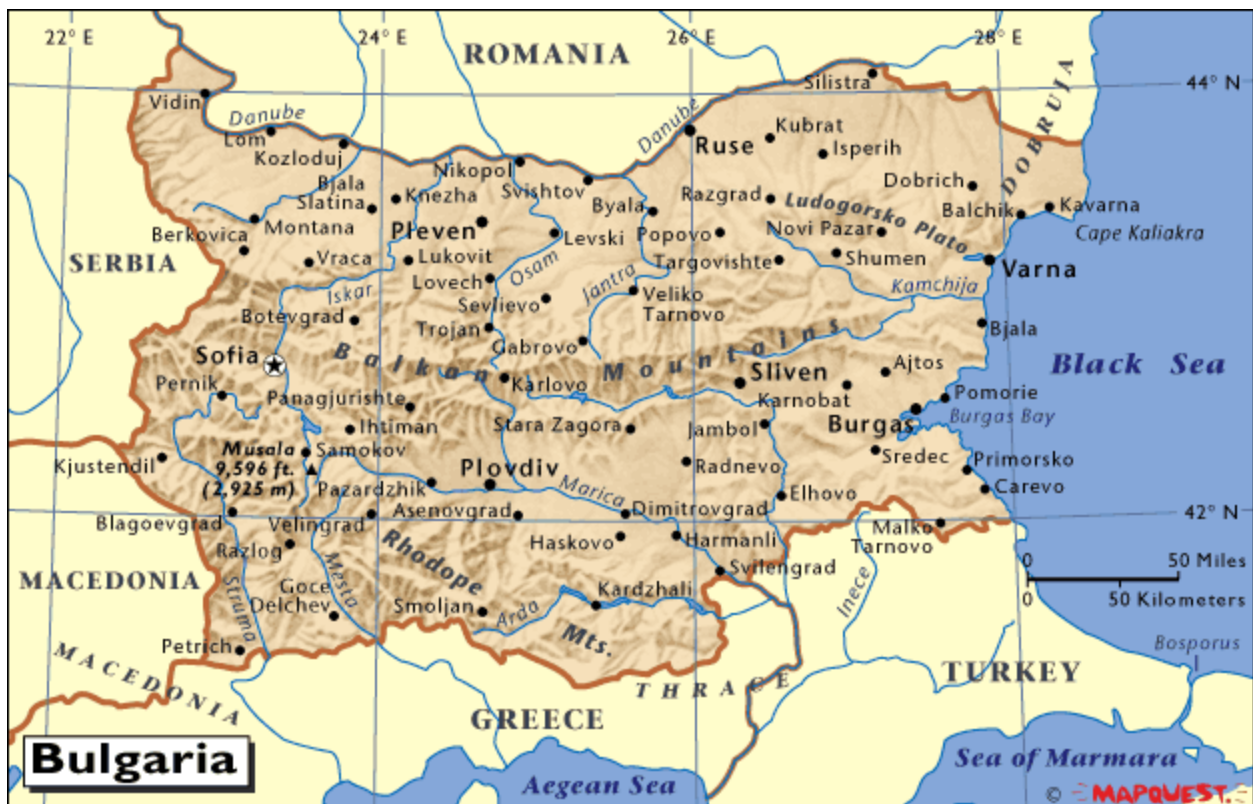 22° E
24° E
26° E
28° E
ROMANIA
Silistra
44° N
Vidin
Danube
Danube
DOBRUJA
Lom
Kozloduj
Kubrat
Ruse
Isperih
Nikopol
Svishtov
Bjala
Slatina
Knezha
Razgrad
Dobrich
Byala
Ludogorsko Plato
Balchik
Kavarna
Montana
Pleven
Levski
Popovo
Novi Pazar
Cape Kaliakra
Berkovica
SERBIA
Vraca
Lukovit
Osam
Targovishte
Shumen
Varna
Iskar
Lovech
Jantra
Kamchija
Sevlievo
Veliko
Tarnovo
Botevgrad
Trojan
Bjala
Gabrovo
Sofia
Balkan Mountains
Black Sea
Pernik
Karlovo
Sliven
Ajtos
Panagjurishte
Karnobat
Pomorie
Burgas Bay
Ihtiman
Stara Zagora
Jambol
Burgas
Musala
9,596 ft.
(2,925 m)
Samokov
Kjustendil
Plovdiv
Radnevo
Sredec
Primorsko
Pazardzhik
Marica
Elhovo
Carevo
Blagoevgrad
Velingrad
Asenovgrad
Dimitrovgrad
42° N
Malko
Tarnovo
Razlog
Rhodope
Mts.
Haskovo
Harmanli
Svilengrad
50 Miles
0
MACEDONIA
Struma
Goce
Delchev
Mesta
Smoljan
Arda
Kardzhali
Inece
0
50 Kilometers
Petrich
MACEDONIA
THRACE
TURKEY
Bosporus
GREECE
Bulgaria
Aegean Sea
Sea of Marmara
© MAPQUEST.